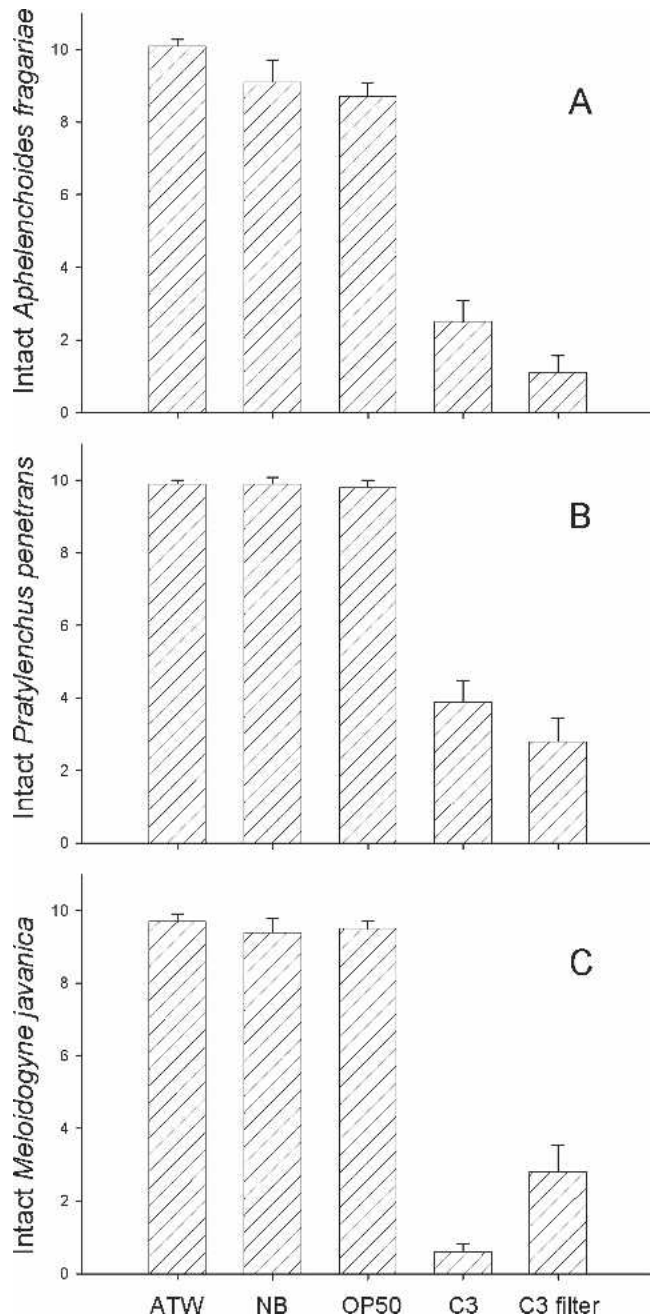 Intact Aphelenchoides fragariae
10
8
6
4
2
0
A
Intact Pratylenchus penetrans
10
8
6
4
2
0
B
Intact Meloidogyne javanica
10
8
6
4
2
0
C
ATW NB OP50 C3 C3 filter